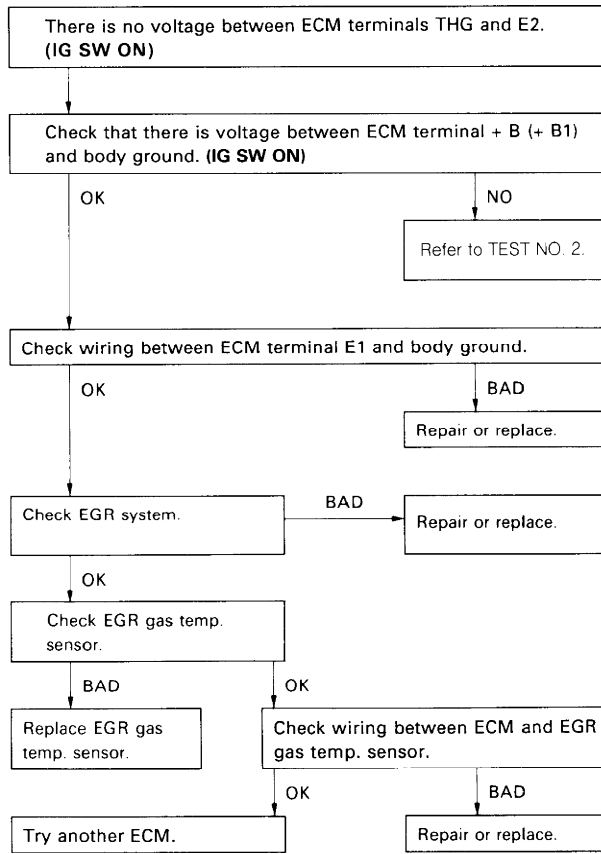 There is no voltage between ECM terminals THG and E2.
(IG SW ON)
Check that there is voltage between ECM terminal + B (+ B1)
and body ground. (IG SW ON)
OK
NO
Refer to TEST NO. 2.
Check wiring between ECM terminal E1 and body ground.
OK
BAD
Repair or replace.
Check EGR system.
BAD
Repair or replace.
OK
Check EGR gas temp.
sensor.
BAD
OK
Replace EGR gas
temp. sensor.
Check wiring between ECM and EGR
gas temp. sensor.
OK
BAD
Try another ECM.
Repair or replace.